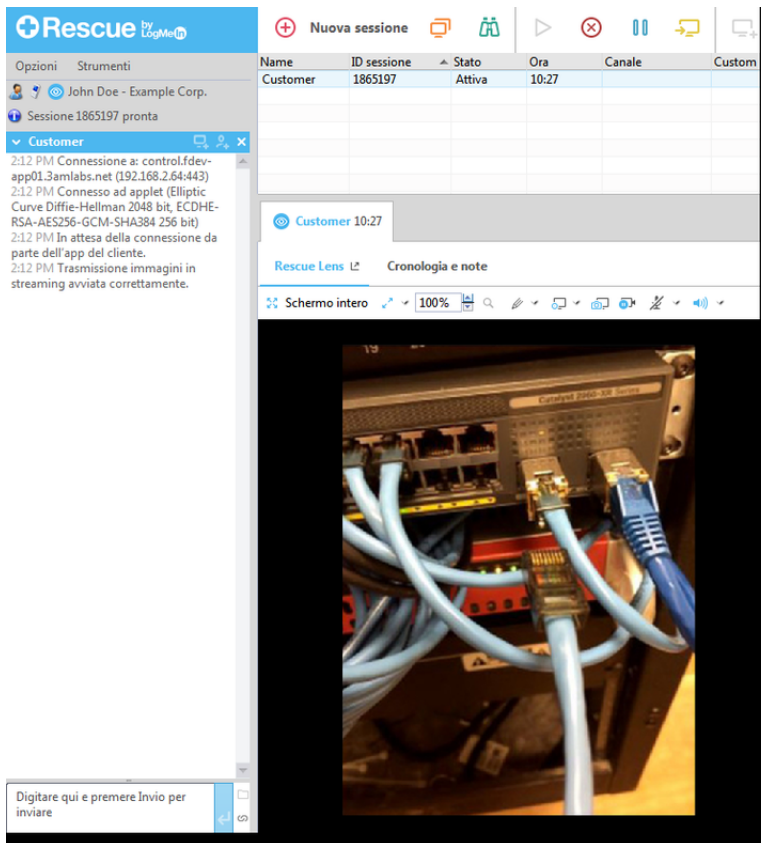 Rescue by LogMeIn
Nuova sessione
Opzioni Strumenti
John Doe - Example Corp.
Sessione 1865197 pronta
Customer
2:12 PM Connessione a: control.fdev-
app01.3amlabs.net (192.168.2.64:443)
2:12 PM Connesso ad applet (Elliptic
Curve Diffie-Hellman 2048 bit, ECDHE-
RSA-AES256-GCM-SHA384 256 bit)
2:12 PM In attesa della connessione da
parte dell'app del cliente.
2:12 PM Trasmissione immagini in
streaming avviata correttamente.
Digitare qui e premere Invio per
inviare
Name ID sessione Stato Ora Canale Custom
Customer 1865197 Attiva 10:27
Customer 10:27
Rescue Lens Cronologia e note
Schermo intero 100%
19
Catalyst 2960-XR Series